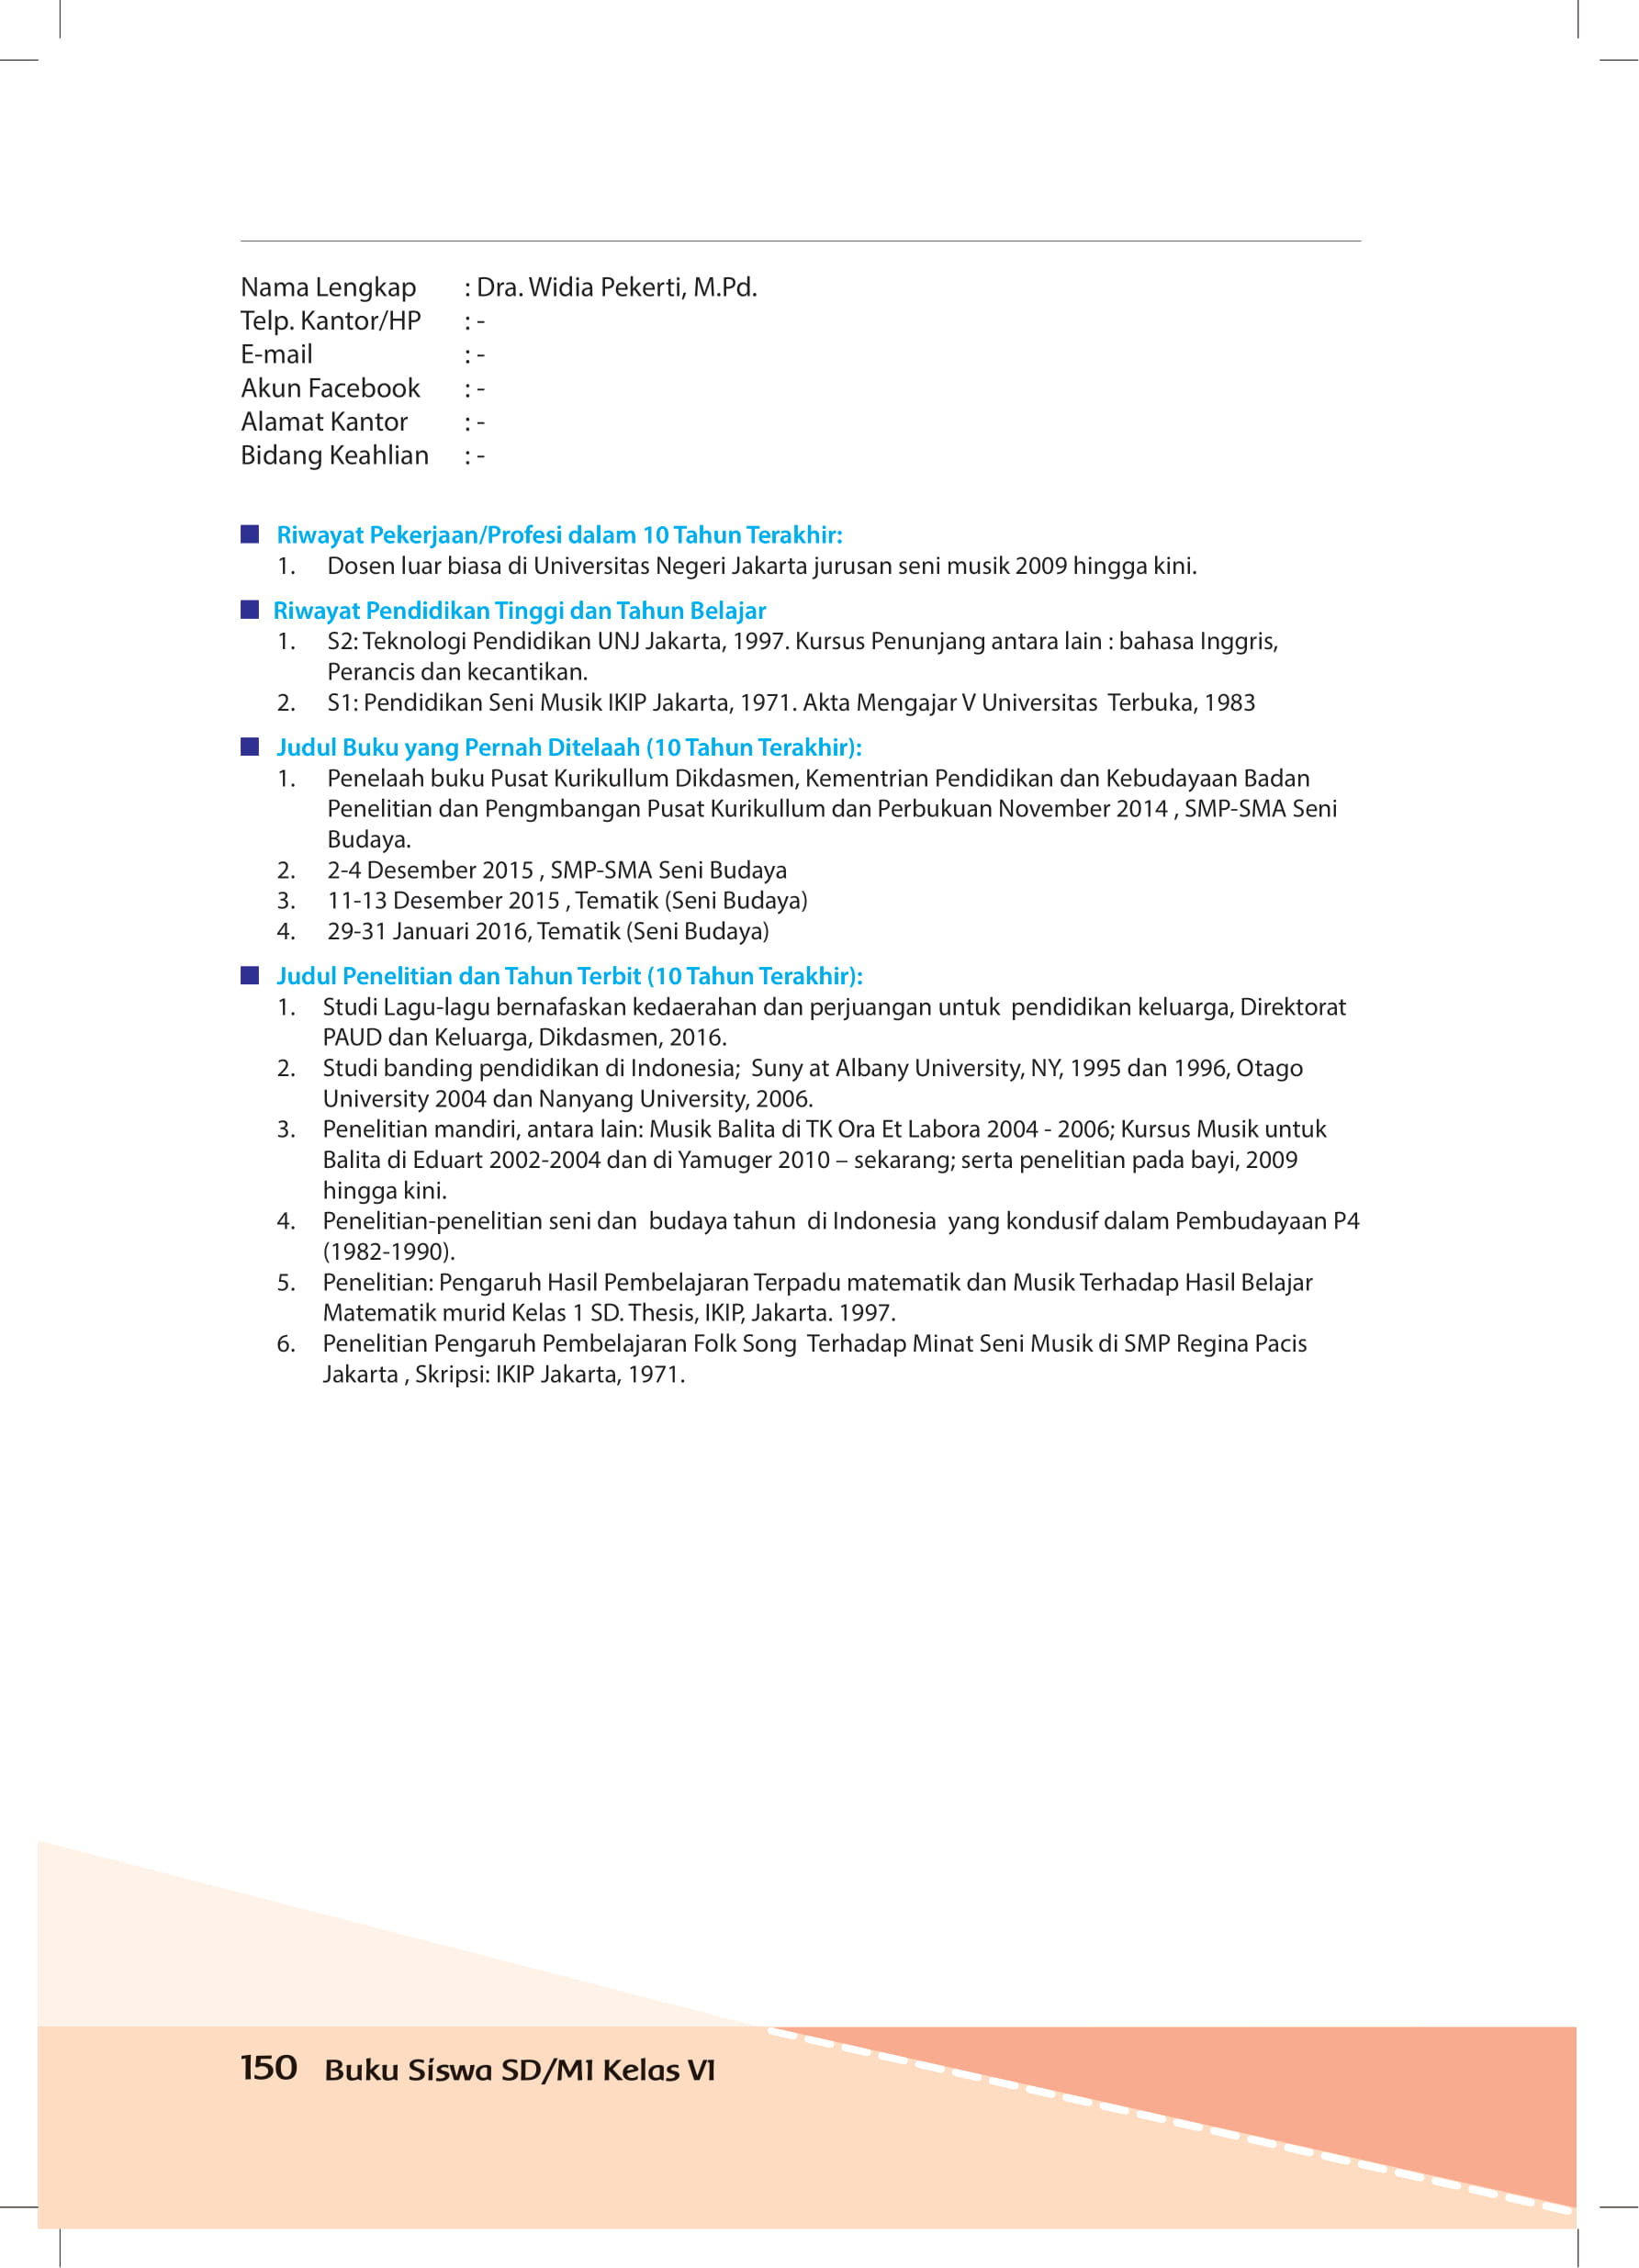 Nama Lengkap : Dra. Widia Pekerti, M.Pd.
Telp. Kantor/HP : -
E-mail : -
Akun Facebook : -
Alamat Kantor : -
Bidang Keahlian : -
Riwayat Pekerjaan/Profesi dalam 10 Tahun Terakhir:
1. Dosen luar biasa di Universitas Negeri Jakarta jurusan seni musik 2009 hingga kini.
Riwayat Pendidikan Tinggi dan Tahun Belajar
1. S2: Teknologi Pendidikan UNJ Jakarta, 1997. Kursus Penunjang antara lain : bahasa Inggris,
Perancis dan kecantikan.
2. S1: Pendidikan Seni Musik IKIP Jakarta, 1971. Akta Mengajar V Universitas Terbuka, 1983
Judul Buku yang Pernah Ditelaah (10 Tahun Terakhir):
1. Penelaah buku Pusat Kurikullum Dikdasmen, Kementrian Pendidikan dan Kebudayaan Badan
Penelitian dan Pengmbangan Pusat Kurikullum dan Perbukuan November 2014 , SMP-SMA Seni
Budaya.
2. 2-4 Desember 2015 , SMP-SMA Seni Budaya
3. 11-13 Desember 2015 , Tematik (Seni Budaya)
4. 29-31 Januari 2016, Tematik (Seni Budaya)
Judul Penelitian dan Tahun Terbit (10 Tahun Terakhir):
1. Studi Lagu-lagu bernafaskan kedaerahan dan perjuangan untuk pendidikan keluarga, Direktorat
PAUD dan Keluarga, Dikdasmen, 2016.
2. Studi banding pendidikan di Indonesia; Suny at Albany University, NY, 1995 dan 1996, Otago
University 2004 dan Nanyang University, 2006.
3. Penelitian mandiri, antara lain: Musik Balita di TK Ora Et Labora 2004 - 2006; Kursus Musik untuk
Balita di Eduart 2002-2004 dan di Yamuger 2010 – sekarang; serta penelitian pada bayi, 2009
hingga kini.
4. Penelitian-penelitian seni dan budaya tahun di Indonesia yang kondusif dalam Pembudayaan P4
(1982-1990).
5. Penelitian: Pengaruh Hasil Pembelajaran Terpadu matematik dan Musik Terhadap Hasil Belajar
Matematik murid Kelas 1 SD. Thesis, IKIP, Jakarta. 1997.
6. Penelitian Pengaruh Pembelajaran Folk Song Terhadap Minat Seni Musik di SMP Regina Pacis
Jakarta , Skripsi: IKIP Jakarta, 1971.
150 Buku Siswa SD/MI Kelas VI